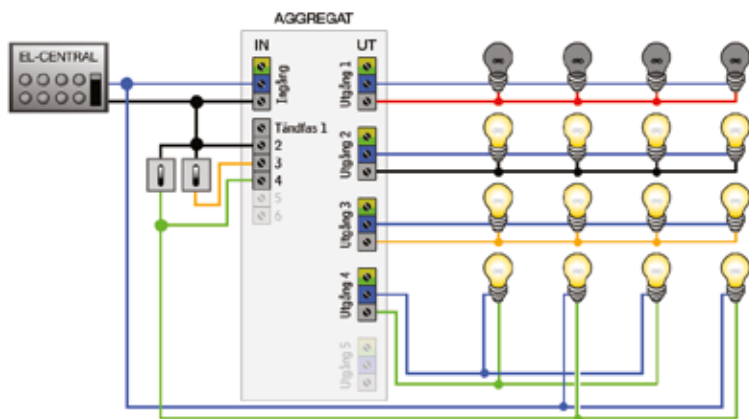 AGGREGAT
EL-CENTRAL
IN
UT
Ingång
Utgång 1
Tändfas 1
2
3
4
5
6
Utgång 2
Utgång 3
Utgång 4
Utgång 5